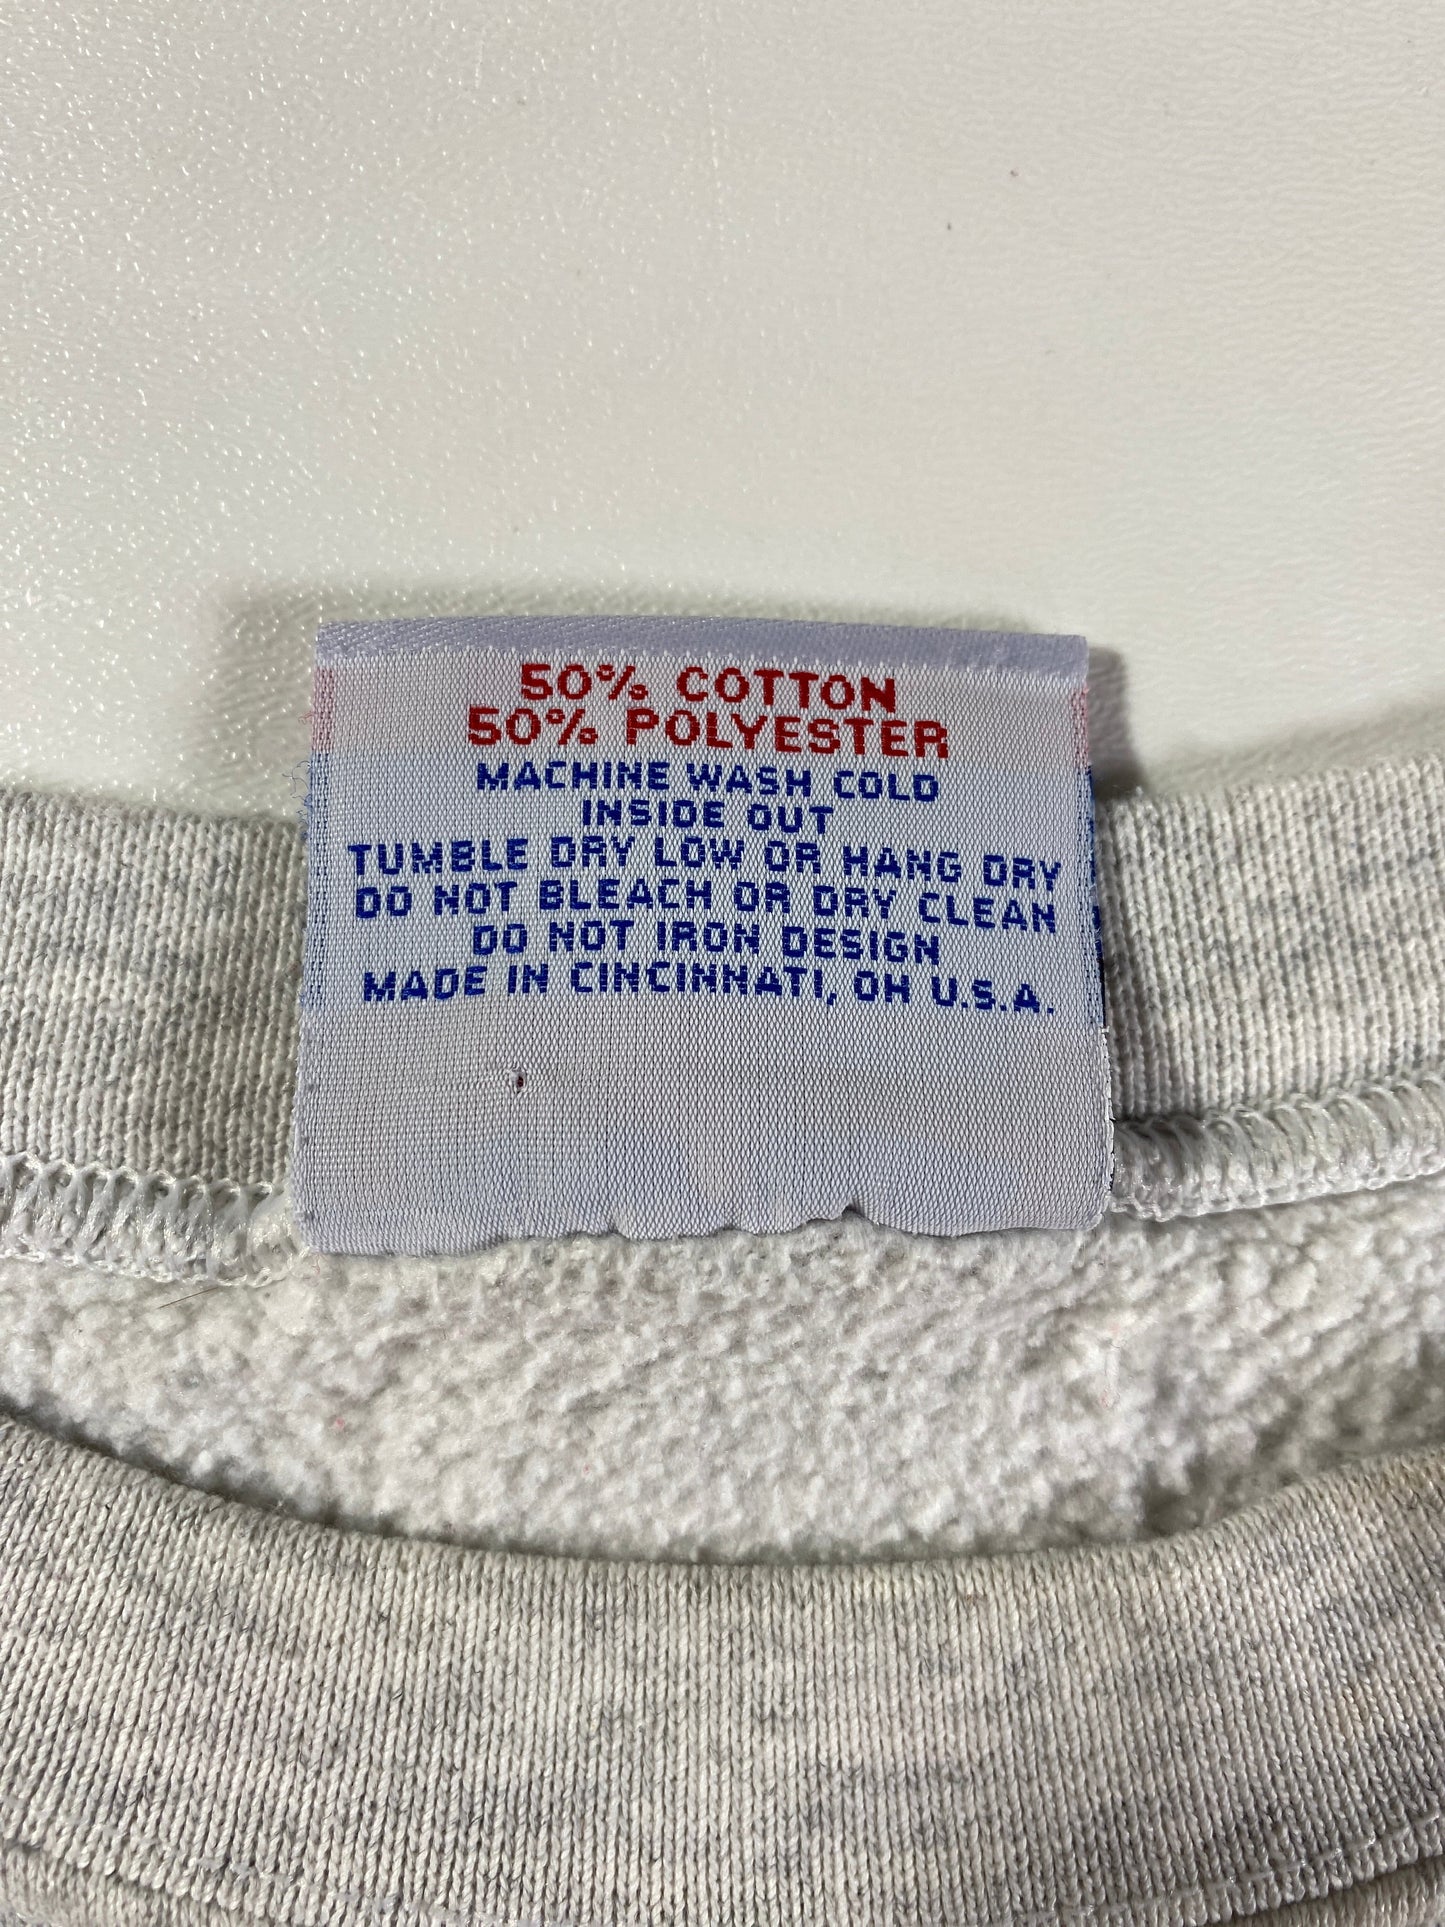 50% COTTON
50% POLYESTER
MACHINE WASH COLD
INSIDE OUT
TUMBLE DRY LOW OR HANG DRY
DO NOT BLEACH OR DRY CLEAN
DO NOT IRON DESIGN
MADE IN CINCINNATI, OH U.S.A.